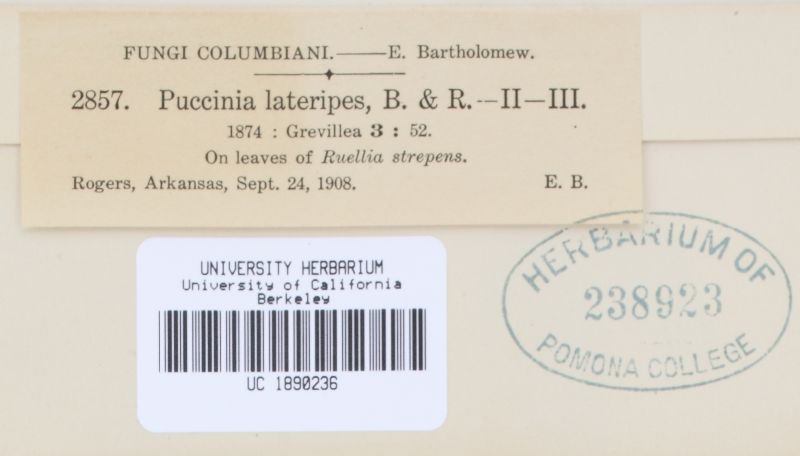 FUNGI COLUMBIANI.——E. Bartholomew.
2857. Puccinia lateripes, B. & R.--II—III.
1874 : Grevillea 3 : 52.
On leaves of Ruellia strepens.
Rogers, Arkansas, Sept. 24, 1908. E. B.
UNIVERSITY HERBARIUM
University of California
Berkeley
UC 1890236
HERBARIUM OF
238923
POMONA COLLEGE